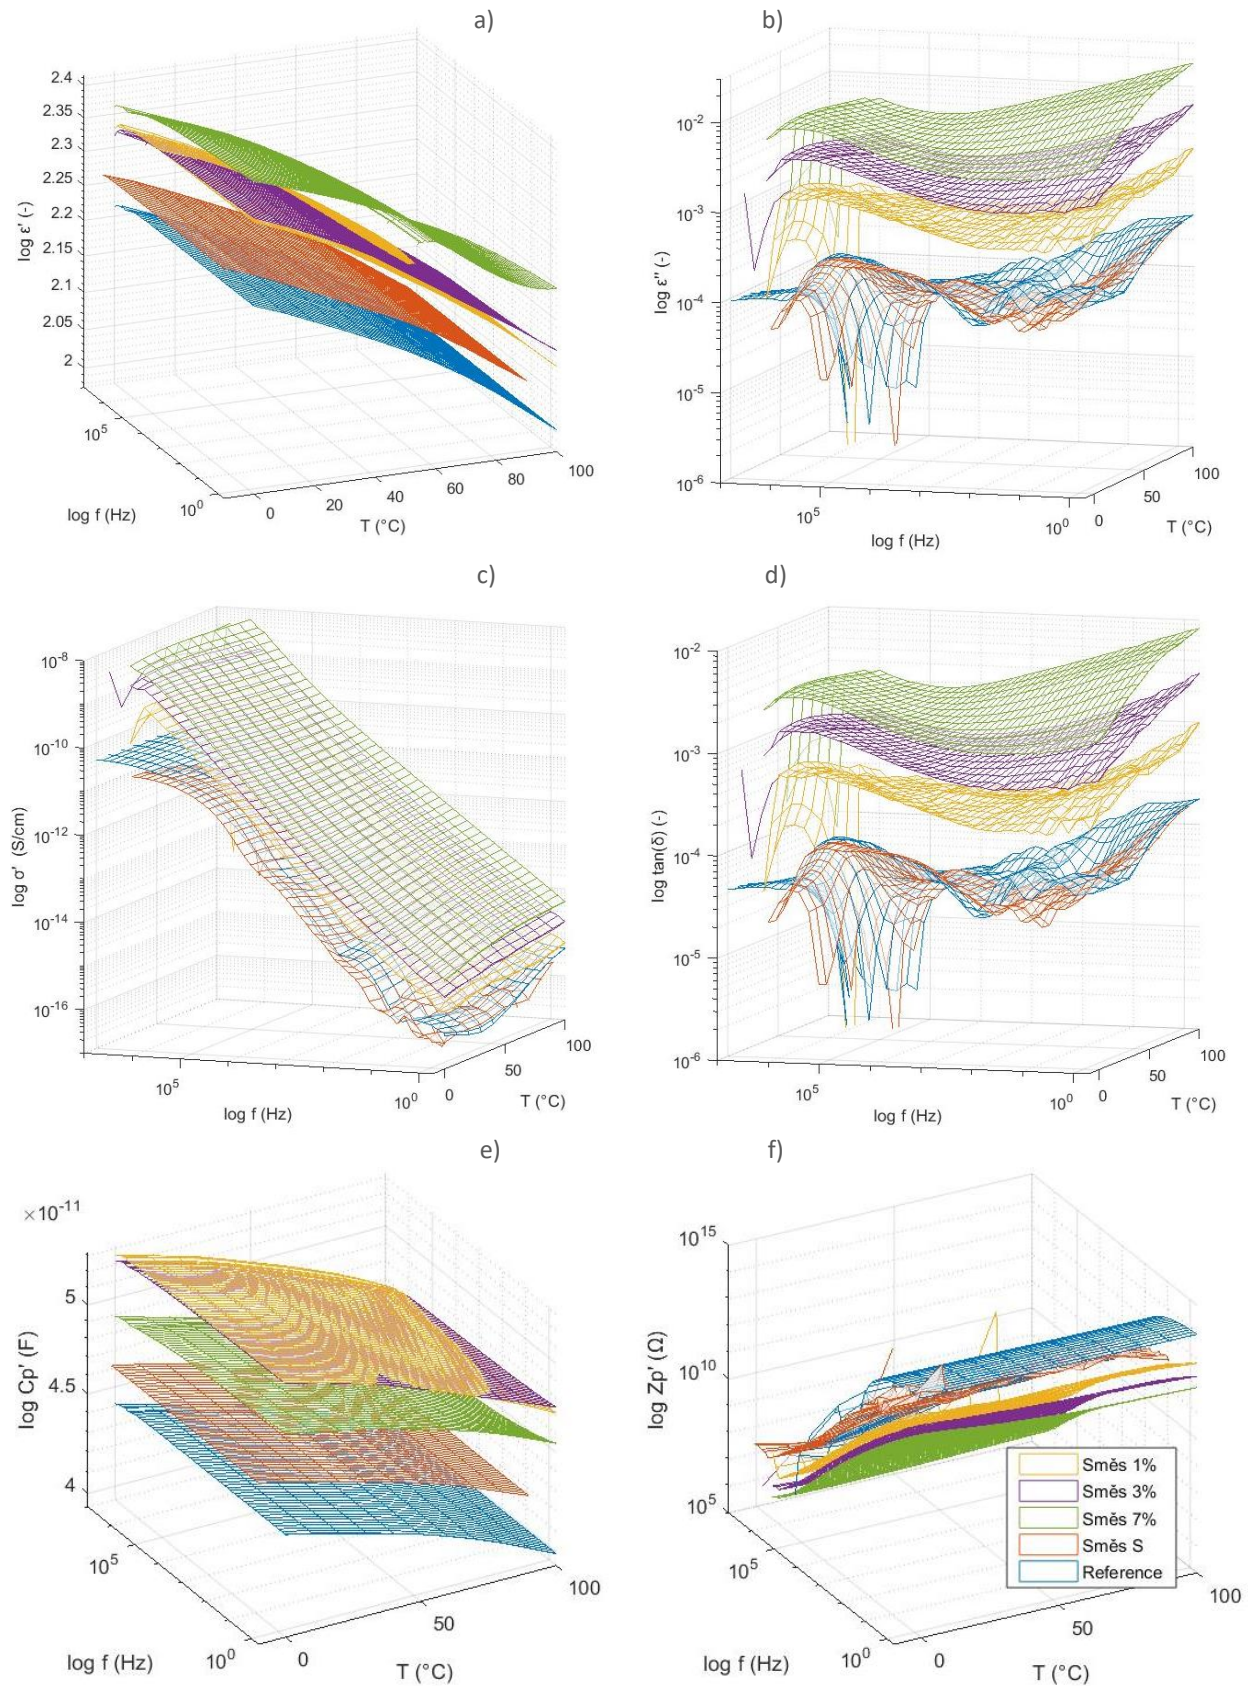 a)
2.4
2.35
2.3
2.25
2.2
2.15
2.1
2.05
2
log ε' (-)
10^5
10^0
log f (Hz)
0
20
40
60
80
100
T (°C)
b)
10^-2
10^-3
10^-4
10^-5
10^-6
log ε'' (-)
10^5
10^0
log f (Hz)
0
50
100
T (°C)
c)
10^-8
10^-10
10^-12
10^-14
10^-16
log σ' (S/cm)
10^5
10^0
log f (Hz)
0
50
100
T (°C)
d)
10^-2
10^-3
10^-4
10^-5
10^-6
log tan(δ) (-)
10^5
10^0
log f (Hz)
0
50
100
T (°C)
e)
×10^-11
5
4.5
4
log Cp' (F)
10^5
10^0
log f (Hz)
0
50
100
T (°C)
f)
10^15
10^10
10^5
log Zp' (Ω)
10^5
10^0
log f (Hz)
0
50
100
T (°C)
Směs 1%
Směs 3%
Směs 7%
Směs S
Reference